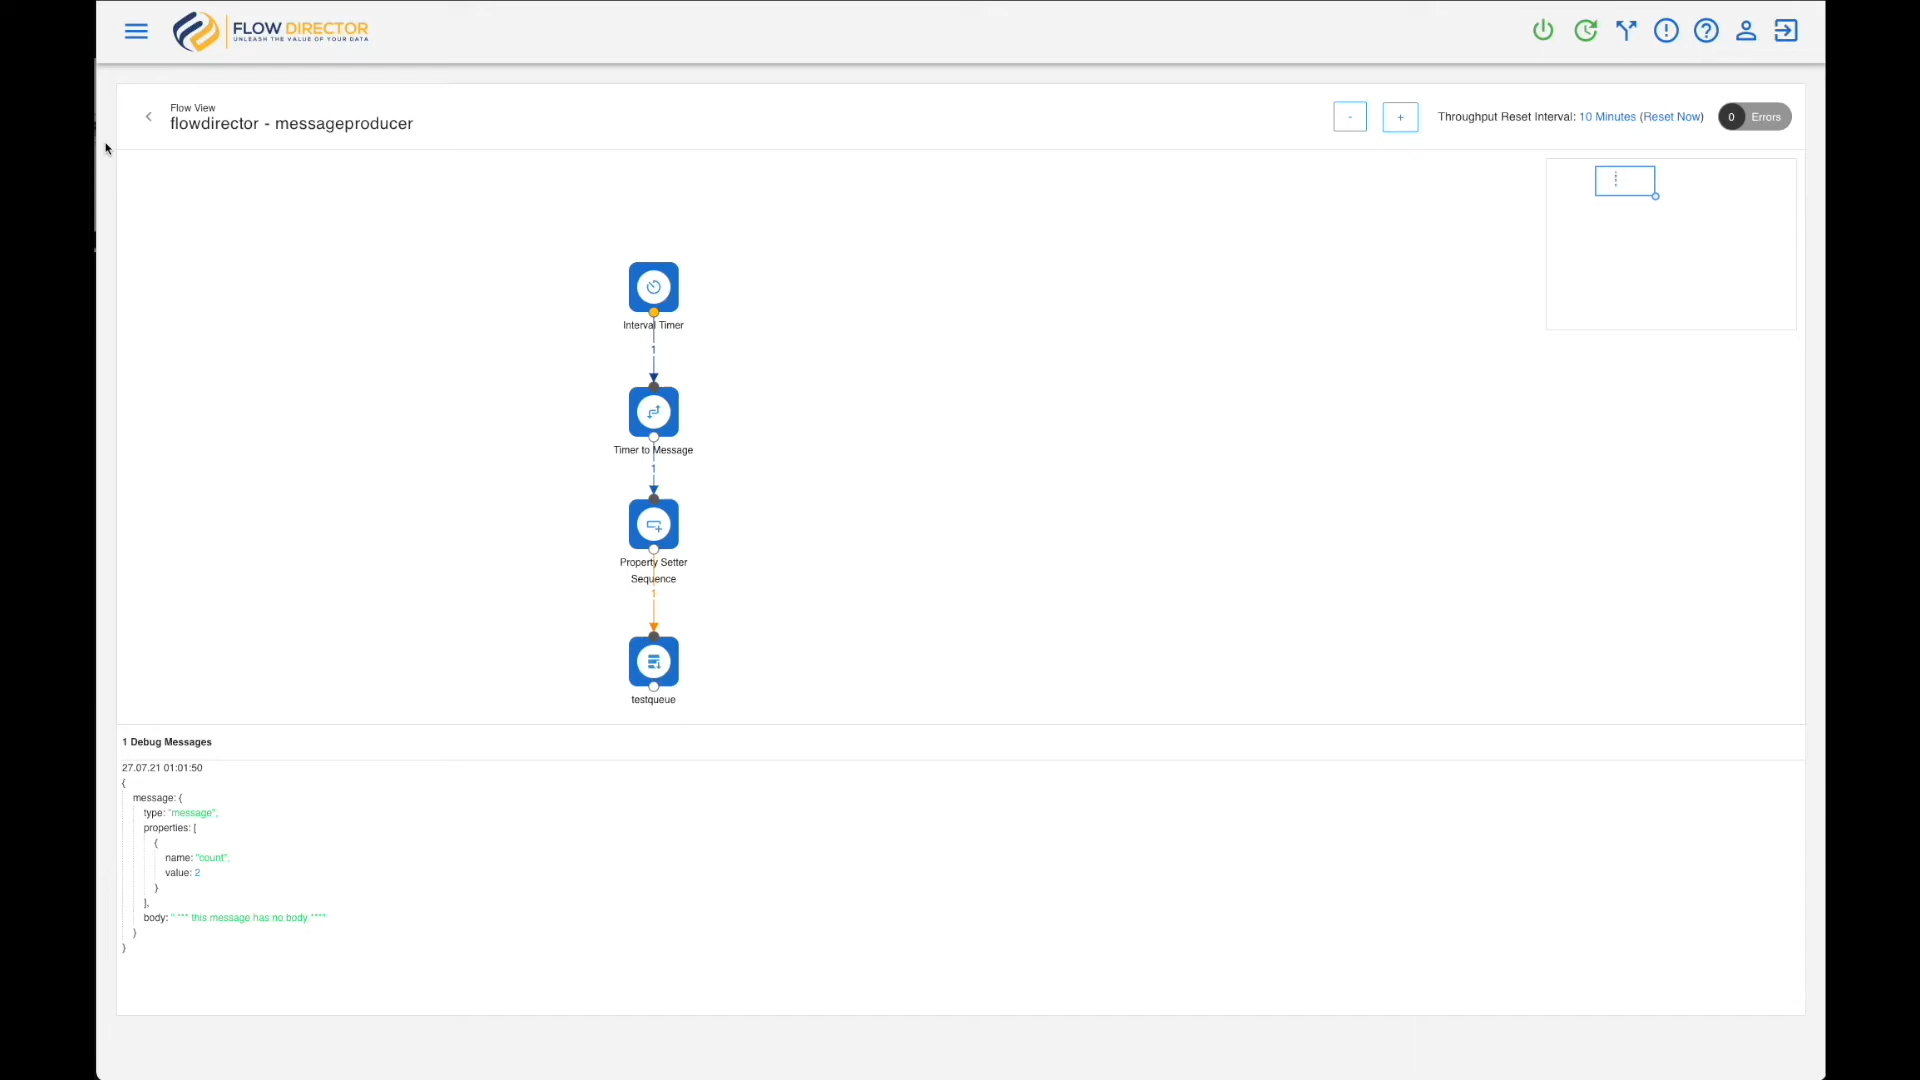 FLOW DIRECTOR
UNLEASH THE VALUE OF YOUR DATA
Flow View
flowdirector - messageproducer
-
+
Throughput Reset Interval: 10 Minutes (Reset Now)
0 Errors
Interval Timer
1
Timer to Message
1
Property Setter
Sequence
1
testqueue
1 Debug Messages
27.07.21 01:01:50
{
message: {
type: "message",
properties: [
{
name: "count",
value: 2
}
],
body: " *** this message has no body ***"
}
}